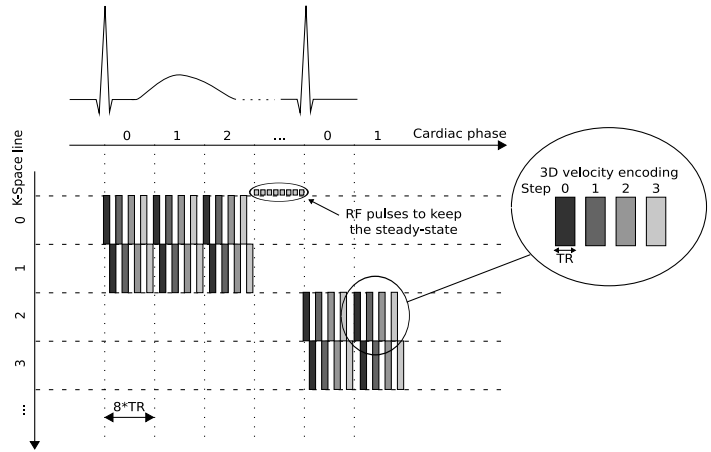 0 1 2 ... 0 1 Cardiac phase
K-Space line
0
1
2
3
...
RF pulses to keep
the steady-state
3D velocity encoding
Step 0 1 2 3
TR
8*TR